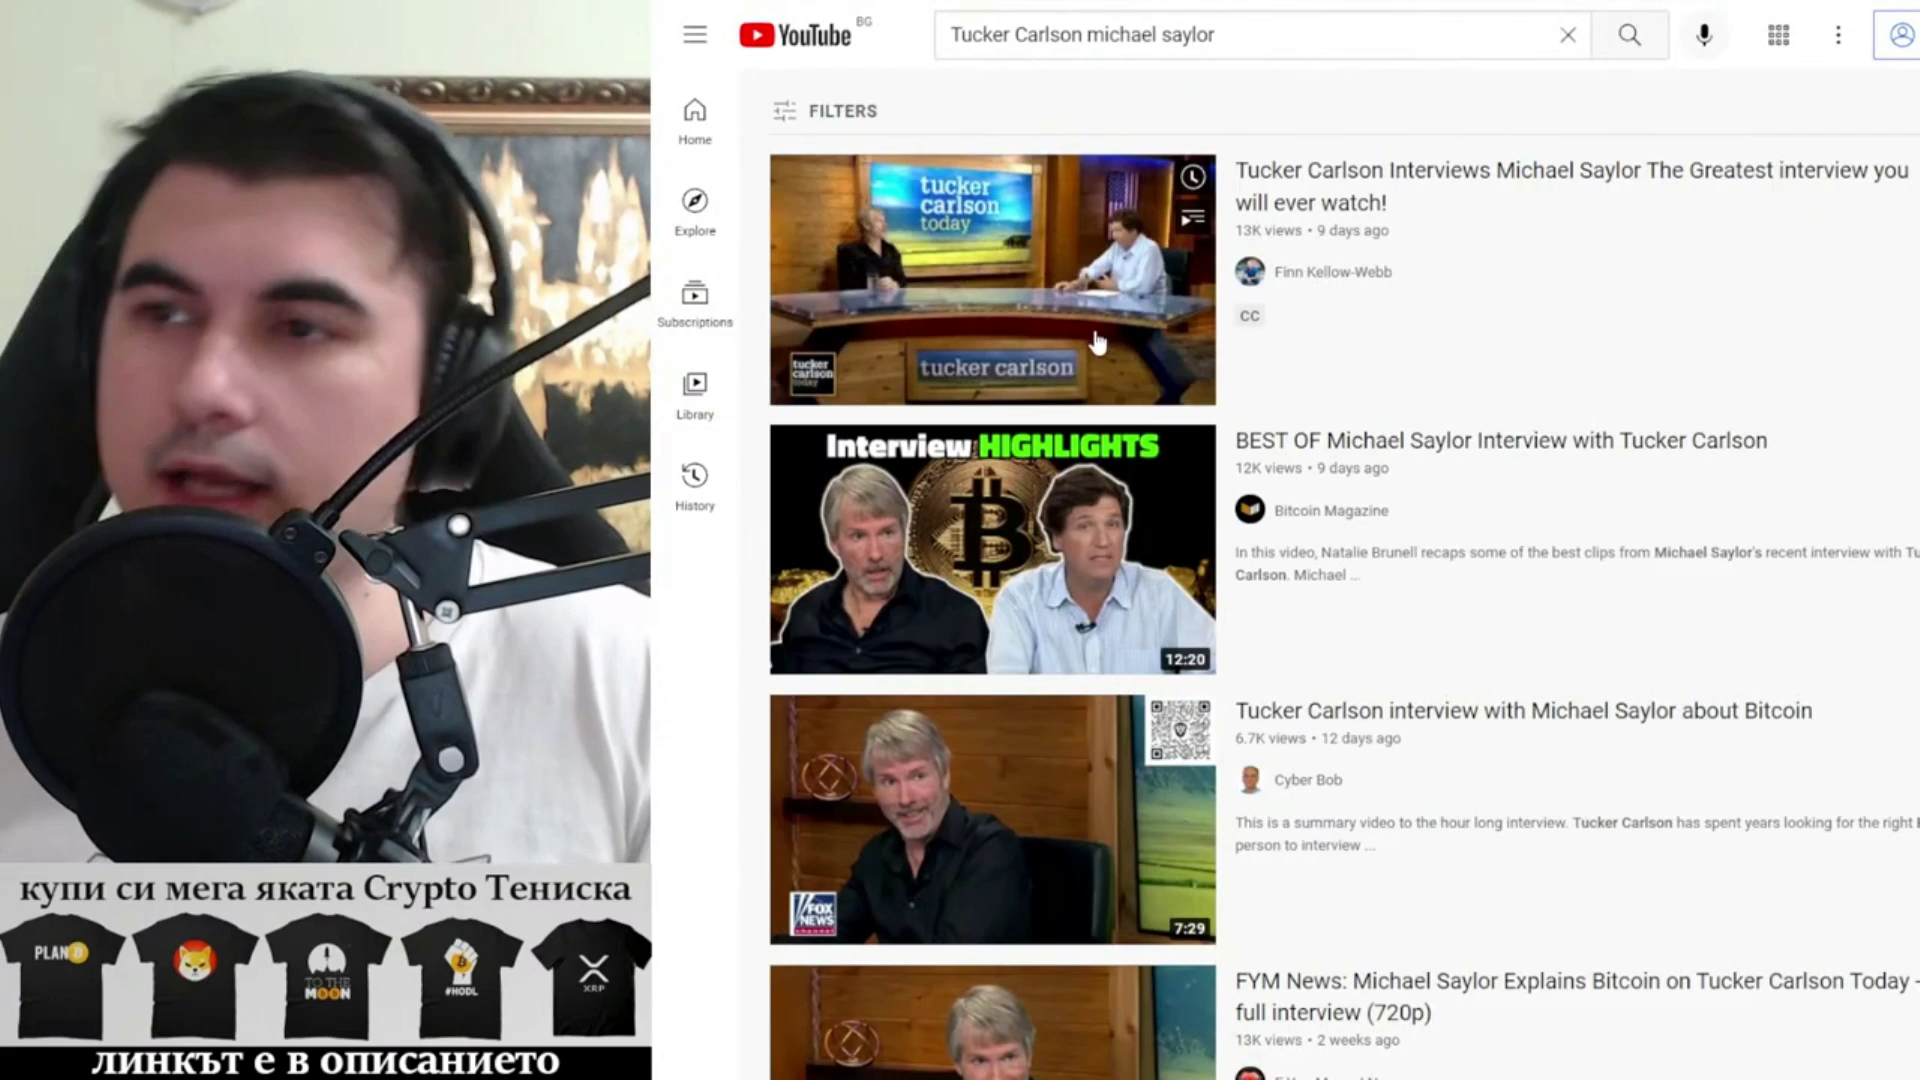 YouTube
BG
Tucker Carlson michael saylor
FILTERS
Home
Explore
Subscriptions
Library
History
tucker
carlson
today
tucker
carlson
today
tucker carlson
Tucker Carlson Interviews Michael Saylor The Greatest interview you
will ever watch!
13K views • 9 days ago
Finn Kellow-Webb
CC
Interview HIGHLIGHTS
12:20
BEST OF Michael Saylor Interview with Tucker Carlson
12K views • 9 days ago
Bitcoin Magazine
In this video, Natalie Brunell recaps some of the best clips from Michael Saylor's recent interview with Tu
Carlson. Michael ...
FOX
NEWS
channel
7:29
Tucker Carlson interview with Michael Saylor about Bitcoin
6.7K views • 12 days ago
Cyber Bob
This is a summary video to the hour long interview. Tucker Carlson has spent years looking for the right
person to interview ...
FYM News: Michael Saylor Explains Bitcoin on Tucker Carlson Today -
full interview (720p)
13K views • 2 weeks ago
купи си мега яката Crypto Тениска
PLAN B
TO THE
MOON
#HODL
XRP
линкът е в описанието